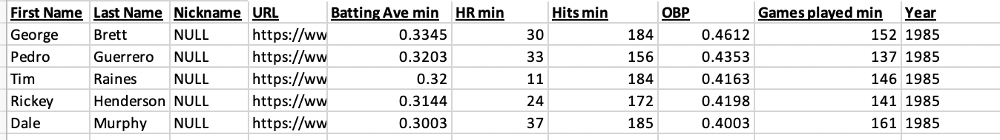 First Name Last Name Nickname URL Batting Ave min HR min Hits min OBP Games played min Year
George Brett NULL https://ww 0.3345 30 184 0.4612 152 1985
Pedro Guerrero NULL https://ww 0.3203 33 156 0.4353 137 1985
Tim Raines NULL https://ww 0.32 11 184 0.4163 146 1985
Rickey Henderson NULL https://ww 0.3144 24 172 0.4198 141 1985
Dale Murphy NULL https://ww 0.3003 37 185 0.4003 161 1985